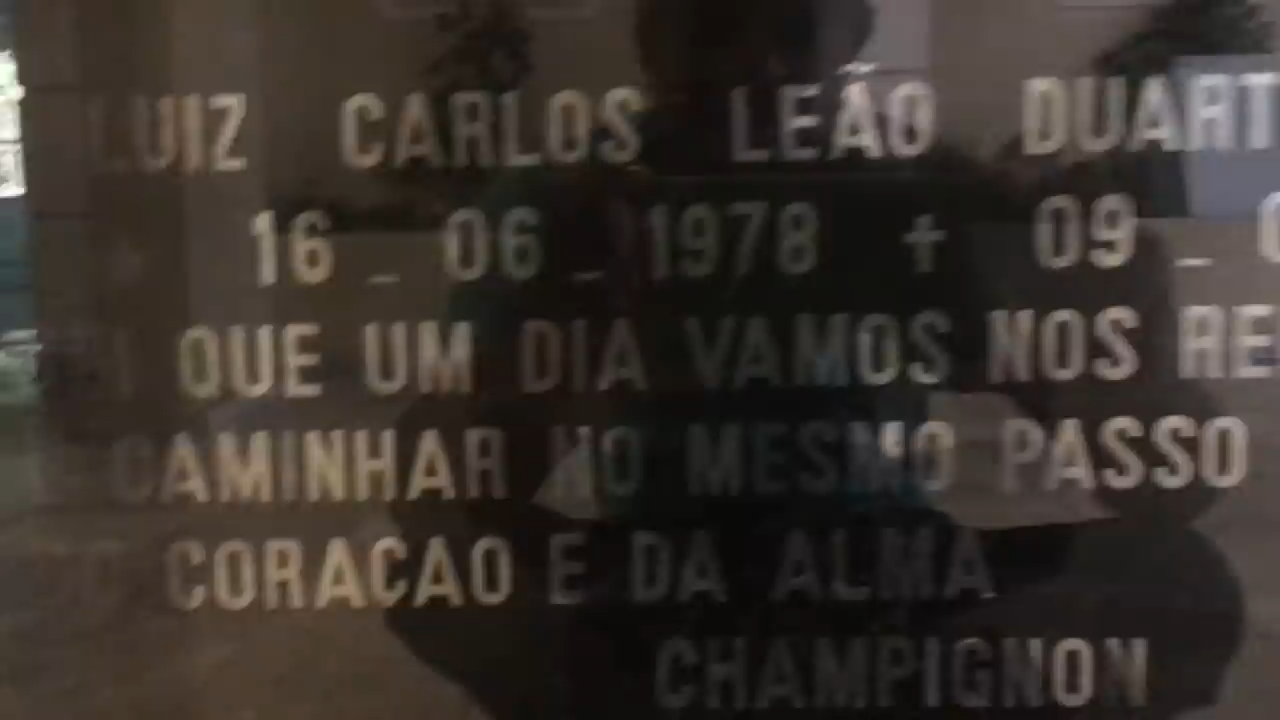 LUIZ CARLOS LEÃO DUART
16 _ 06 _ 1978 ✝ 09 _ 0
QUE UM DIA VAMOS NOS RE
CAMINHAR NO MESMO PASSO
CORACAO E DA ALMA
CHAMPIGNON